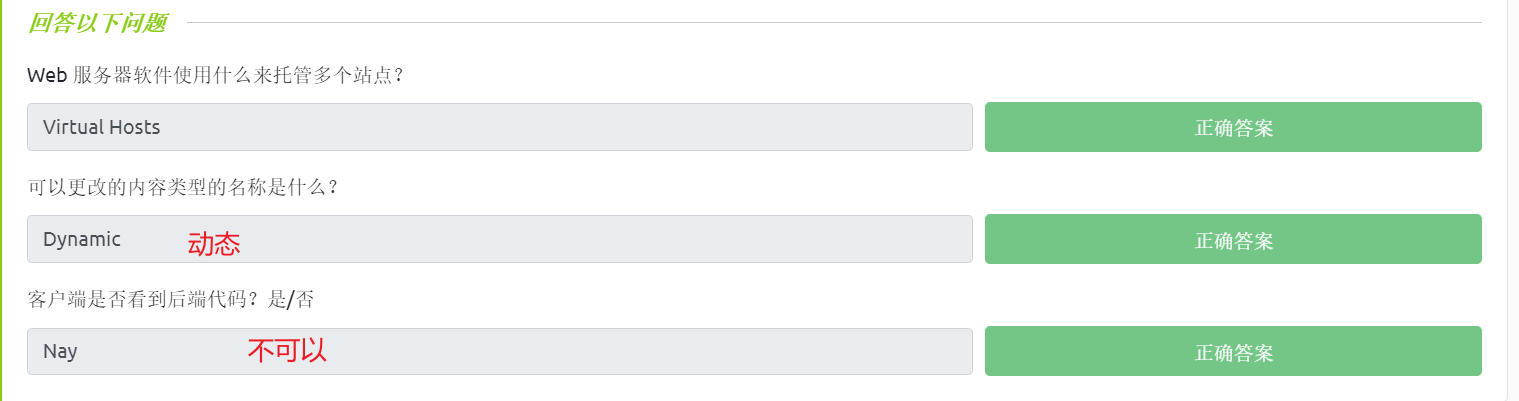 回答以下问题
Web 服务器软件使用什么来托管多个站点？
Virtual Hosts 正确答案
可以更改的内容类型的名称是什么？
Dynamic 动态 正确答案
客户端是否看到后端代码？是/否
Nay 不可以 正确答案